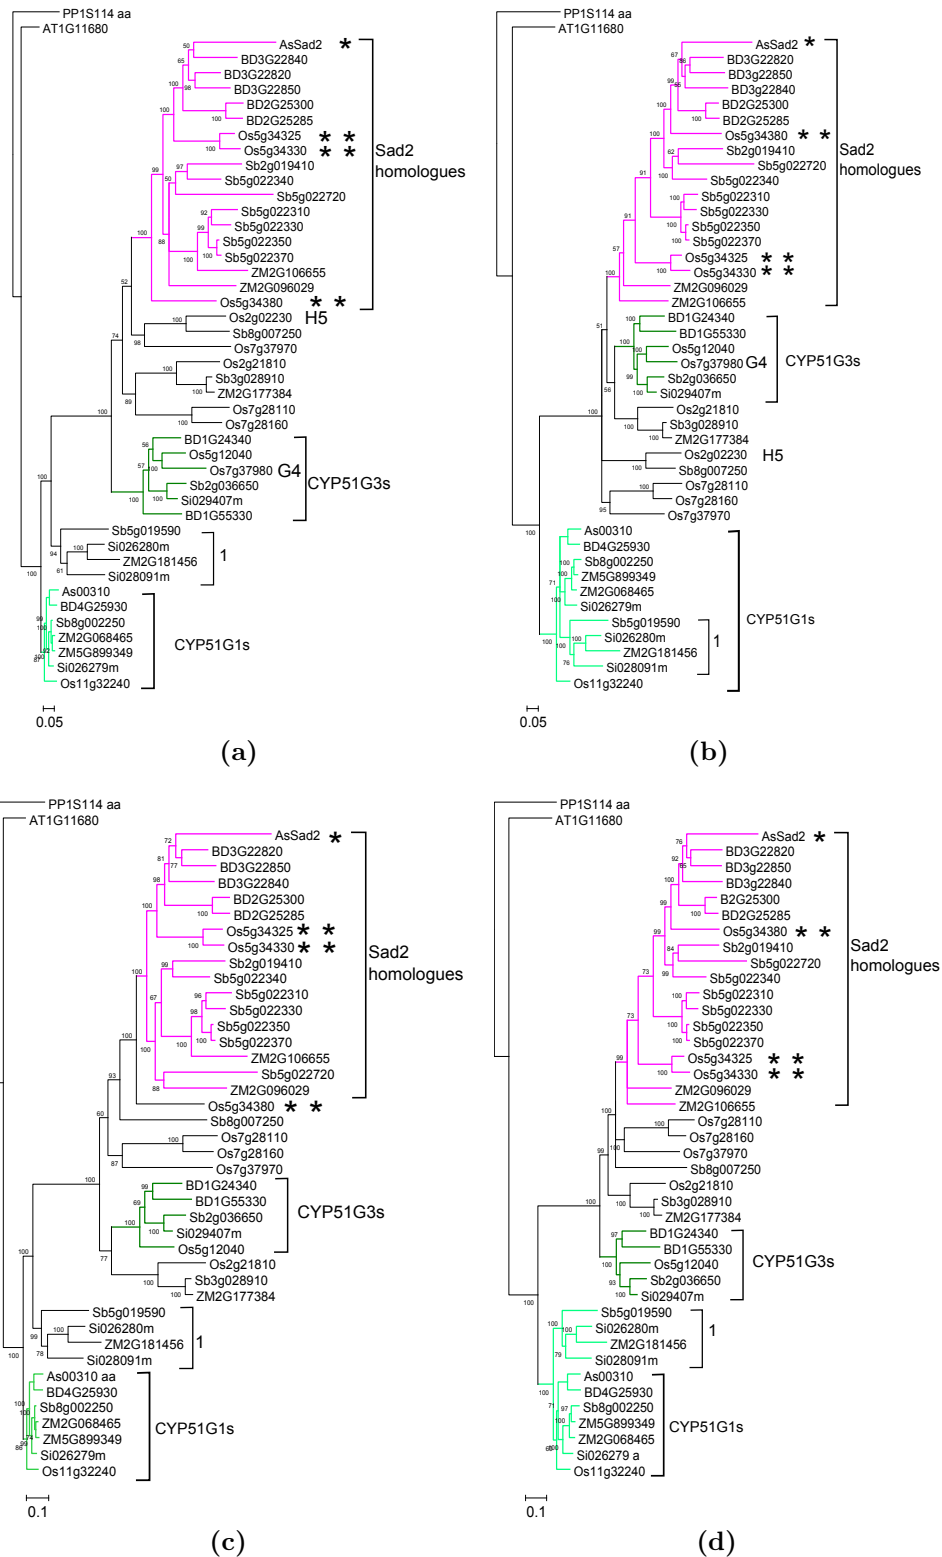 PP1S114 aa
AT1G11680
AsSad2 *
BD3G22840
BD3G22820
BD3G22850
BD2G25300
BD2G25285
Os5g34325 * *
Os5g34330 * *
Sb2g019410
Sb5g022340
Sb5g022720
Sb5g022310
Sb5g022330
Sb5g022350
Sb5g022370
ZM2G106655
ZM2G096029
Os5g34380 * *
Sad2
homologues
Os2g02230 H5
Sb8g007250
Os7g37970
Os2g21810
Sb3g028910
ZM2G177384
Os7g28110
Os7g28160
BD1G24340
Os5g12040
Os7g37980 G4
Sb2g036650
Si029407m
BD1G55330
CYP51G3s
Sb5g019590
Si026280m
ZM2G181456
Si028091m
1
As00310
BD4G25930
Sb8g002250
ZM2G068465
ZM5G899349
Si026279m
Os11g32240
CYP51G1s
0.05
(a)
PP1S114 aa
AT1G11680
AsSad2 *
BD3G22820
BD3g22850
BD3g22840
BD2G25300
BD2G25285
Os5g34380 * *
Sb2g019410
Sb5g022720
Sb5g022340
Sb5g022310
Sb5g022330
Sb5g022350
Sb5g022370
Os5g34325 * *
Os5g34330 * *
ZM2G096029
ZM2G106655
Sad2
homologues
BD1G24340
BD1G55330
Os5g12040
Os7g37980 G4
Sb2g036650
Si029407m
CYP51G3s
Os2g21810
Sb3g028910
ZM2G177384
Os2g02230 H5
Sb8g007250
Os7g28110
Os7g28160
Os7g37970
As00310
BD4G25930
Sb8g002250
ZM5G899349
ZM2G068465
Si026279m
Sb5g019590
Si026280m
ZM2G181456
Si028091m
1
Os11g32240
CYP51G1s
0.05
(b)
PP1S114 aa
AT1G11680
AsSad2 *
BD3G22820
BD3G22850
BD3G22840
BD2G25300
BD2G25285
Os5g34325 * *
Os5g34330 * *
Sb2g019410
Sb5g022340
Sb5g022310
Sb5g022330
Sb5g022350
Sb5g022370
ZM2G106655
Sb5g022720
ZM2G096029
Os5g34380 * *
Sad2
homologues
Sb8g007250
Os7g28110
Os7g28160
Os7g37970
BD1G24340
BD1G55330
Sb2g036650
Si029407m
Os5g12040
CYP51G3s
Os2g21810
Sb3g028910
ZM2G177384
Sb5g019590
Si026280m
ZM2G181456
Si028091m
1
As00310 aa
BD4G25930
Sb8g002250
ZM2G068465
ZM5G899349
Si026279m
Os11g32240
CYP51G1s
0.1
(c)
PP1S114 aa
AT1G11680
AsSad2 *
BD3G22820
BD3g22850
BD3g22840
B2G25300
BD2G25285
Os5g34380 * *
Sb2g019410
Sb5g022720
Sb5g022340
Sb5g022310
Sb5g022330
Sb5g022350
Sb5g022370
Os5g34325 * *
Os5g34330 * *
ZM2G096029
ZM2G106655
Sad2
homologues
Os7g28110
Os7g28160
Os7g37970
Sb8g007250
Os2g21810
Sb3g028910
ZM2G177384
BD1G24340
BD1G55330
Os5g12040
Sb2g036650
Si029407m
CYP51G3s
Sb5g019590
Si026280m
ZM2G181456
Si028091m
1
As00310
BD4G25930
Sb8g002250
ZM5G899349
ZM2G068465
Si026279 a
Os11g32240
CYP51G1s
0.1
(d)